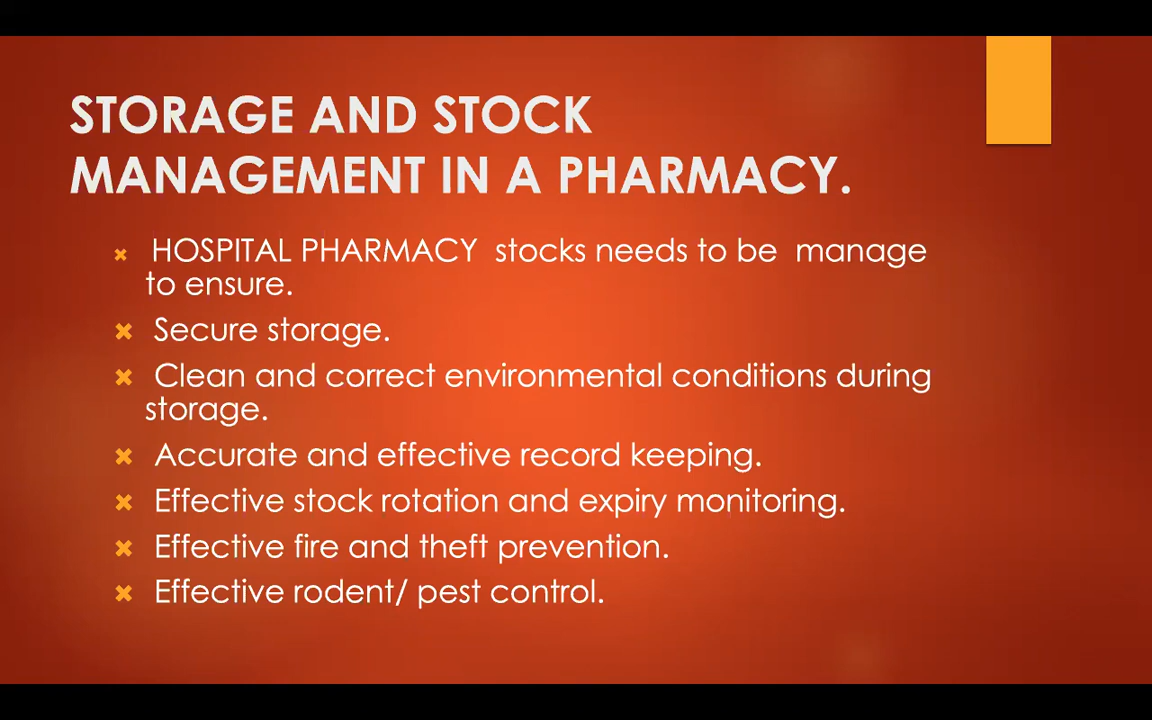 STORAGE AND STOCK
MANAGEMENT IN A PHARMACY.
HOSPITAL PHARMACY stocks needs to be manage
to ensure.
Secure storage.
Clean and correct environmental conditions during
storage.
Accurate and effective record keeping.
Effective stock rotation and expiry monitoring.
Effective fire and theft prevention.
Effective rodent/ pest control.